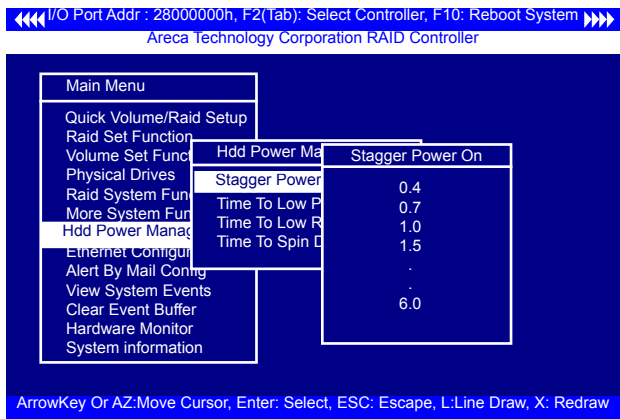 I/O Port Addr : 28000000h, F2(Tab): Select Controller, F10: Reboot System
Areca Technology Corporation RAID Controller
Main Menu
Quick Volume/Raid Setup
Raid Set Function
Volume Set Funct
Physical Drives
Raid System Fun
More System Fun
Hdd Power Manag
Ethernet Configur
Alert By Mail Config
View System Events
Clear Event Buffer
Hardware Monitor
System information
Hdd Power Ma
Stagger Power
Time To Low P
Time To Low R
Time To Spin D
Stagger Power On
0.4
0.7
1.0
1.5
.
.
6.0
ArrowKey Or AZ:Move Cursor, Enter: Select, ESC: Escape, L:Line Draw, X: Redraw